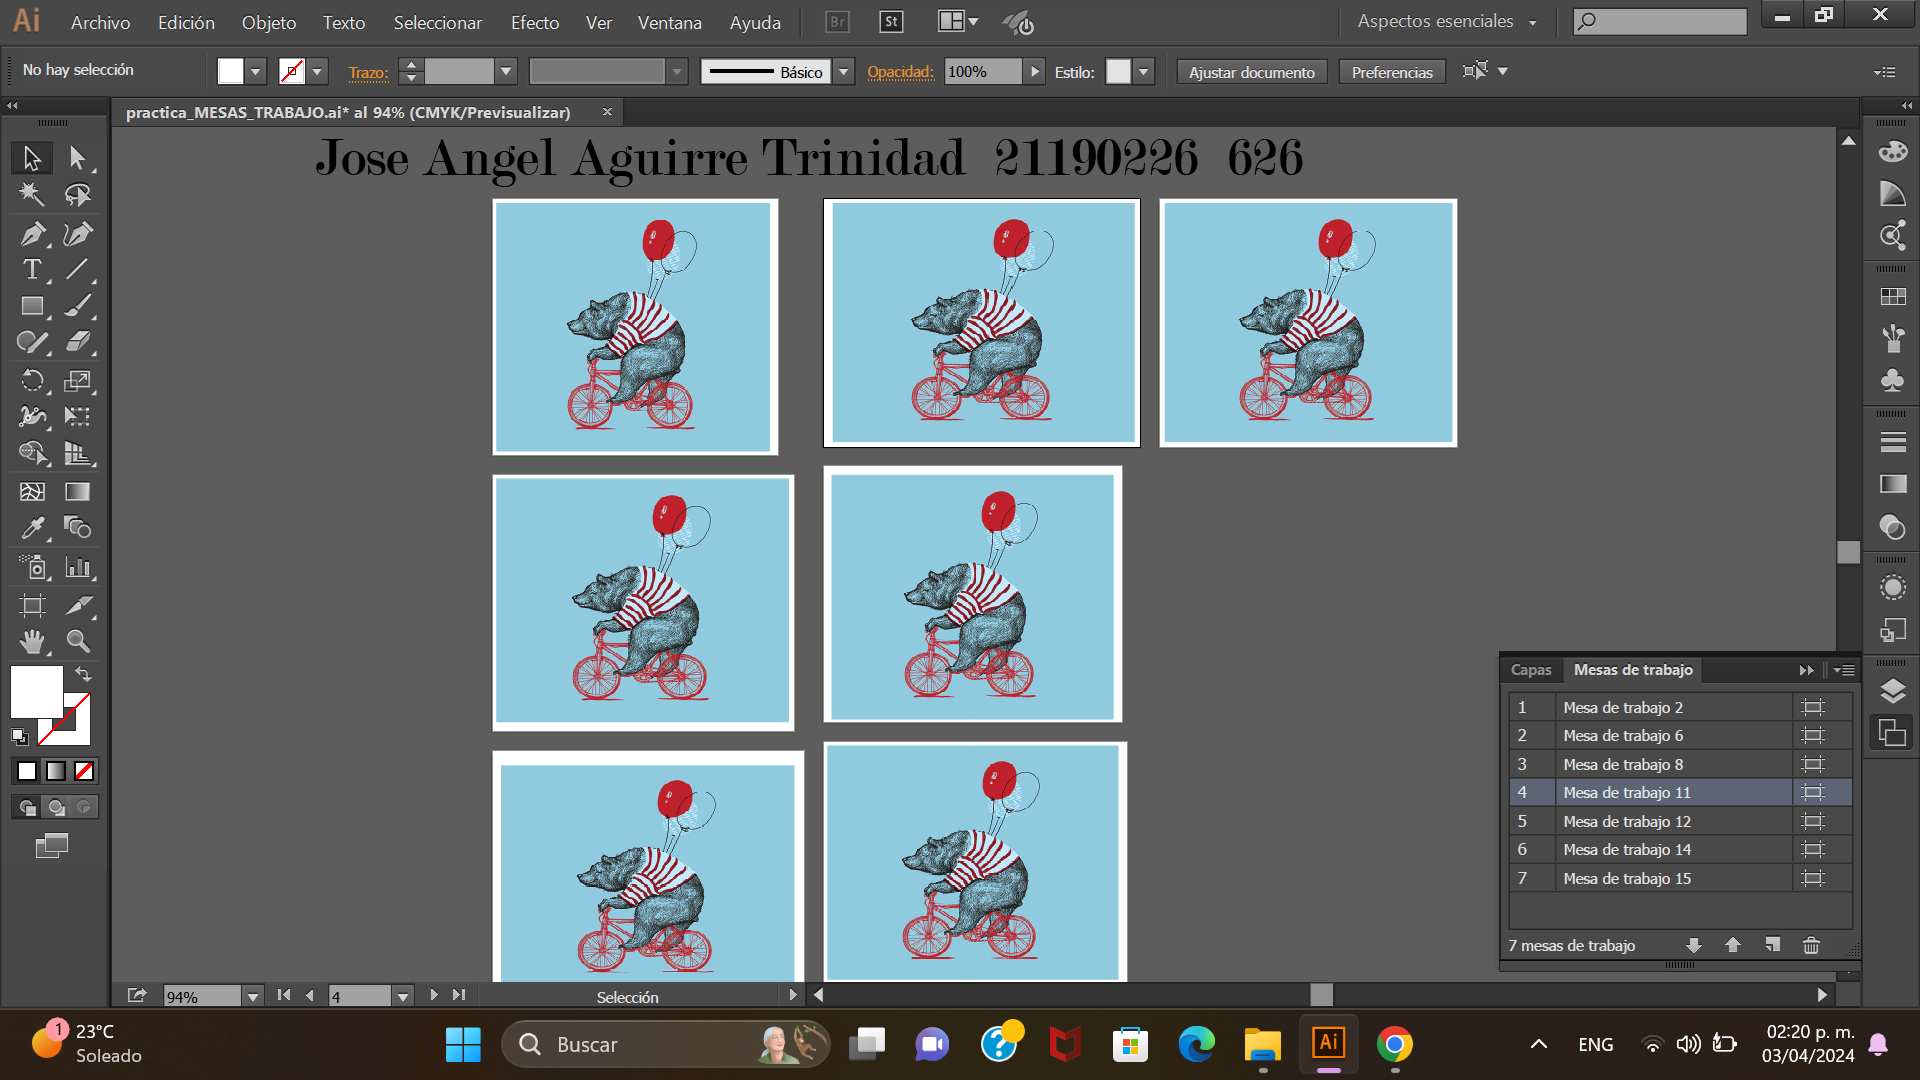 Ai Archivo Edición Objeto Texto Seleccionar Efecto Ver Ventana Ayuda Br St Aspectos esenciales
No hay selección Trazo: Básico Opacidad: 100% Estilo: Ajustar documento Preferencias
practica_MESAS_TRABAJO.ai* al 94% (CMYK/Previsualizar)
Jose Angel Aguirre Trinidad 21190226 626
Capas Mesas de trabajo
1 Mesa de trabajo 2
2 Mesa de trabajo 6
3 Mesa de trabajo 8
4 Mesa de trabajo 11
5 Mesa de trabajo 12
6 Mesa de trabajo 14
7 Mesa de trabajo 15
7 mesas de trabajo
94% 4 Selección
1 23°C
Soleado
Buscar
Ai
ENG
02:20 p. m.
03/04/2024